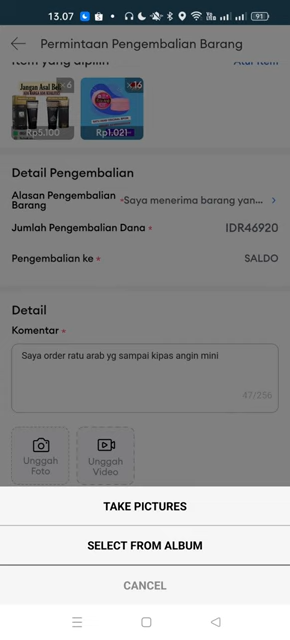 13.07
91
Permintaan Pengembalian Barang
Item yang dipilih
Atur Item
Jangan Asal Beli
×6
×16
Rp5.100
Rp1.021
Detail Pengembalian
Alasan Pengembalian Barang
*Saya menerima barang yan...
Jumlah Pengembalian Dana *
IDR46920
Pengembalian ke *
SALDO
Detail
Komentar *
Saya order ratu arab yg sampai kipas angin mini
47/256
Unggah Foto
Unggah Video
TAKE PICTURES
SELECT FROM ALBUM
CANCEL